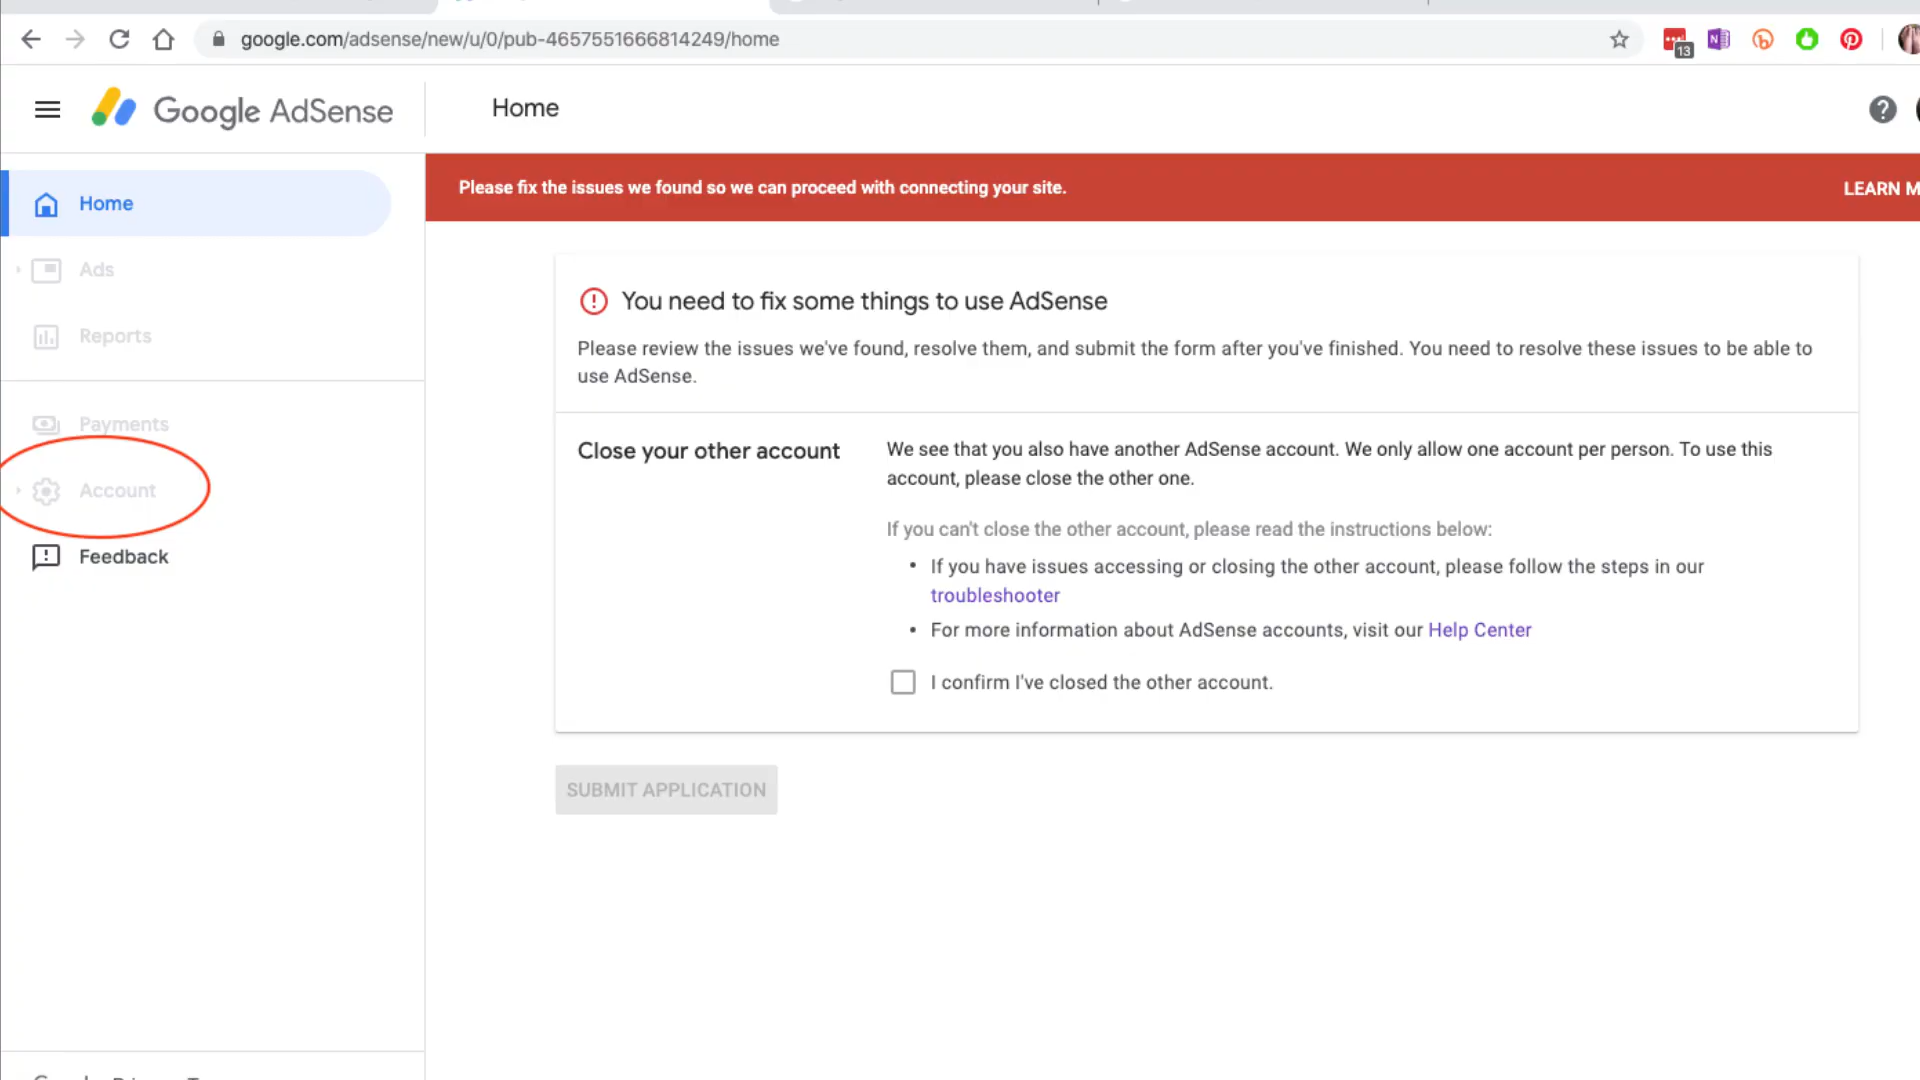 google.com/adsense/new/u/0/pub-4657551666814249/home
13
Google AdSense
Home
Home
Please fix the issues we found so we can proceed with connecting your site.
LEARN M
Ads
Reports
Payments
Account
Feedback
You need to fix some things to use AdSense
Please review the issues we've found, resolve them, and submit the form after you've finished. You need to resolve these issues to be able to
use AdSense.
Close your other account
We see that you also have another AdSense account. We only allow one account per person. To use this
account, please close the other one.
If you can't close the other account, please read the instructions below:
• If you have issues accessing or closing the other account, please follow the steps in our
troubleshooter
• For more information about AdSense accounts, visit our Help Center
I confirm I've closed the other account.
SUBMIT APPLICATION